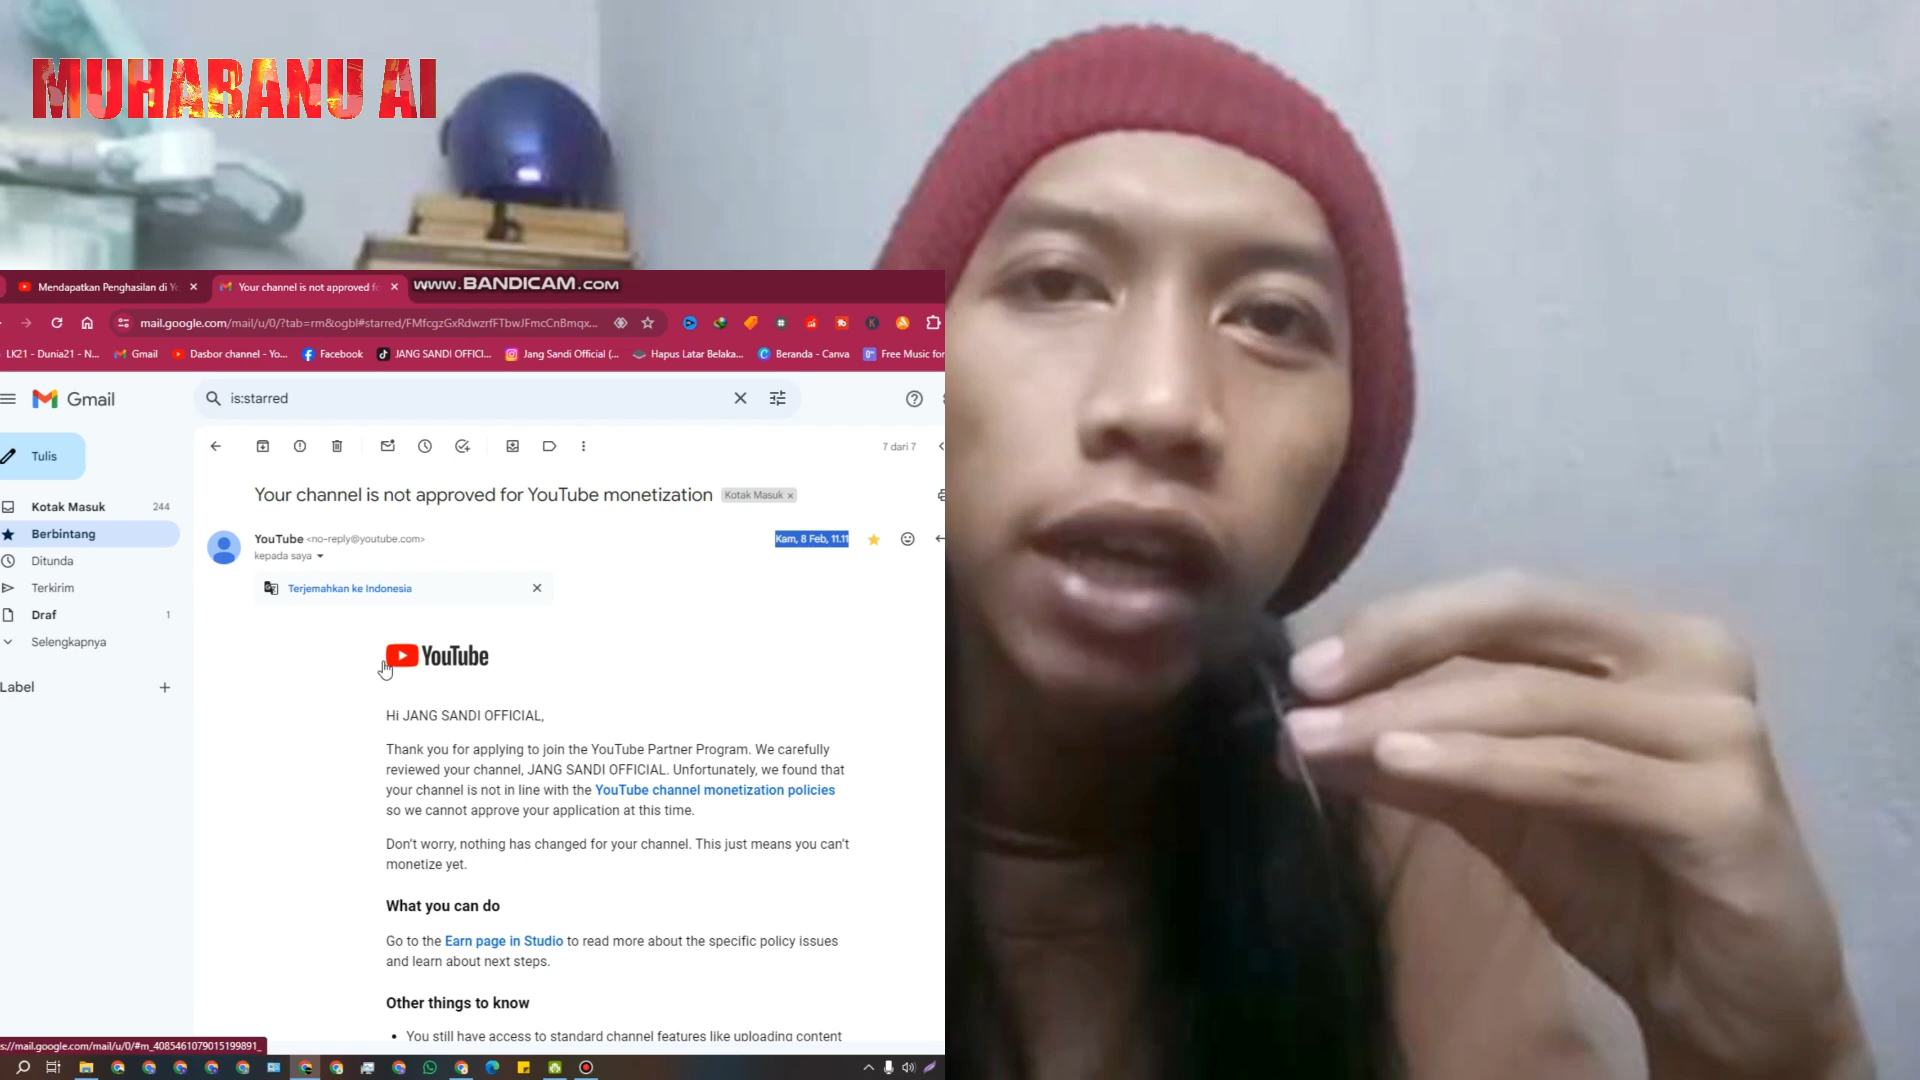 MUHARANU AI
Mendapatkan Penghasilan di Yo
Your channel is not approved fo
WWW.BANDICAM.COM
mail.google.com/mail/u/0/?tab=rm&ogbl#starred/FMfcgzGxRdwzrfFTbwJFmcCnBmqx...
LK21 - Dunia21 - N...
Gmail
Dasbor channel - Yo...
Facebook
JANG SANDI OFFICI...
Jang Sandi Official (...
Hapus Latar Belaka...
Beranda - Canva
Free Music for
Gmail
is:starred
Tulis
7 dari 7
Your channel is not approved for YouTube monetization
Kotak Masuk
Kotak Masuk 244
Berbintang
Ditunda
Terkirim
Draf 1
Selengkapnya
Label
YouTube <no-reply@youtube.com>
Kam, 8 Feb, 11.11
kepada saya
Terjemahkan ke Indonesia
YouTube
Hi JANG SANDI OFFICIAL,
Thank you for applying to join the YouTube Partner Program. We carefully
reviewed your channel, JANG SANDI OFFICIAL. Unfortunately, we found that
your channel is not in line with the YouTube channel monetization policies
so we cannot approve your application at this time.
Don't worry, nothing has changed for your channel. This just means you can't
monetize yet.
What you can do
Go to the Earn page in Studio to read more about the specific policy issues
and learn about next steps.
Other things to know
• You still have access to standard channel features like uploading content
s://mail.google.com/mail/u/0/#m_4085461079015199891_